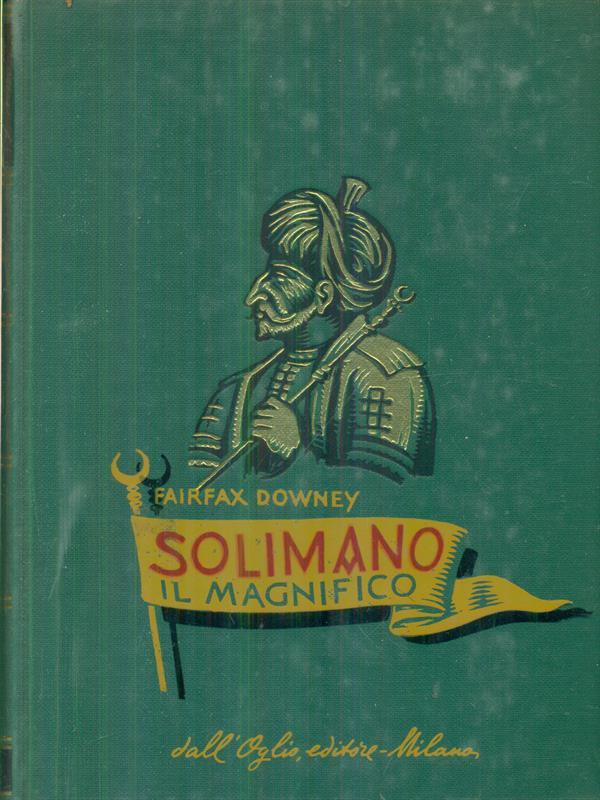 FAIRFAX DOWNEY
SOLIMANO
IL MAGNIFICO
dall'Oglio, editore - Milano